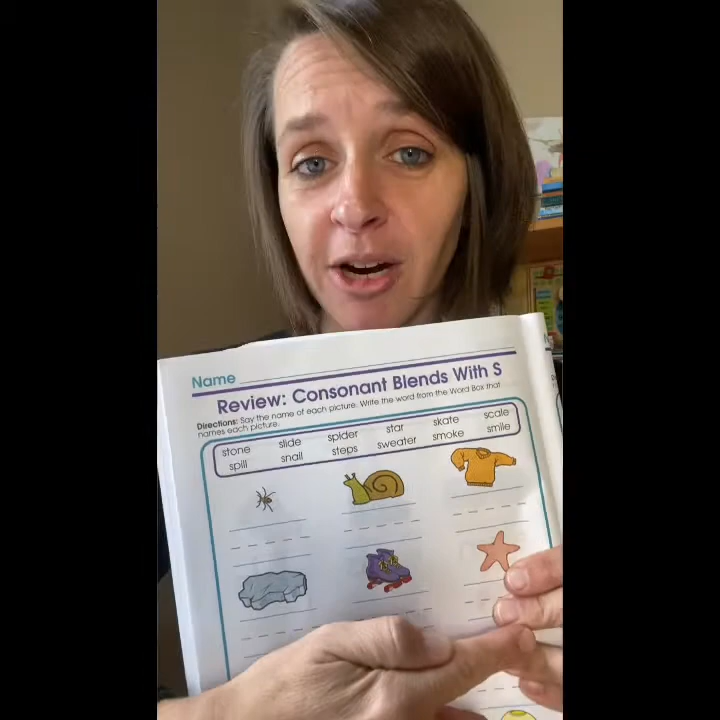 Name
Review: Consonant Blends With S
Directions: Say the name of each picture. Write the word from the Word Box that
names each picture.
stone slide spider star skate scale
spill snail steps sweater smoke smile